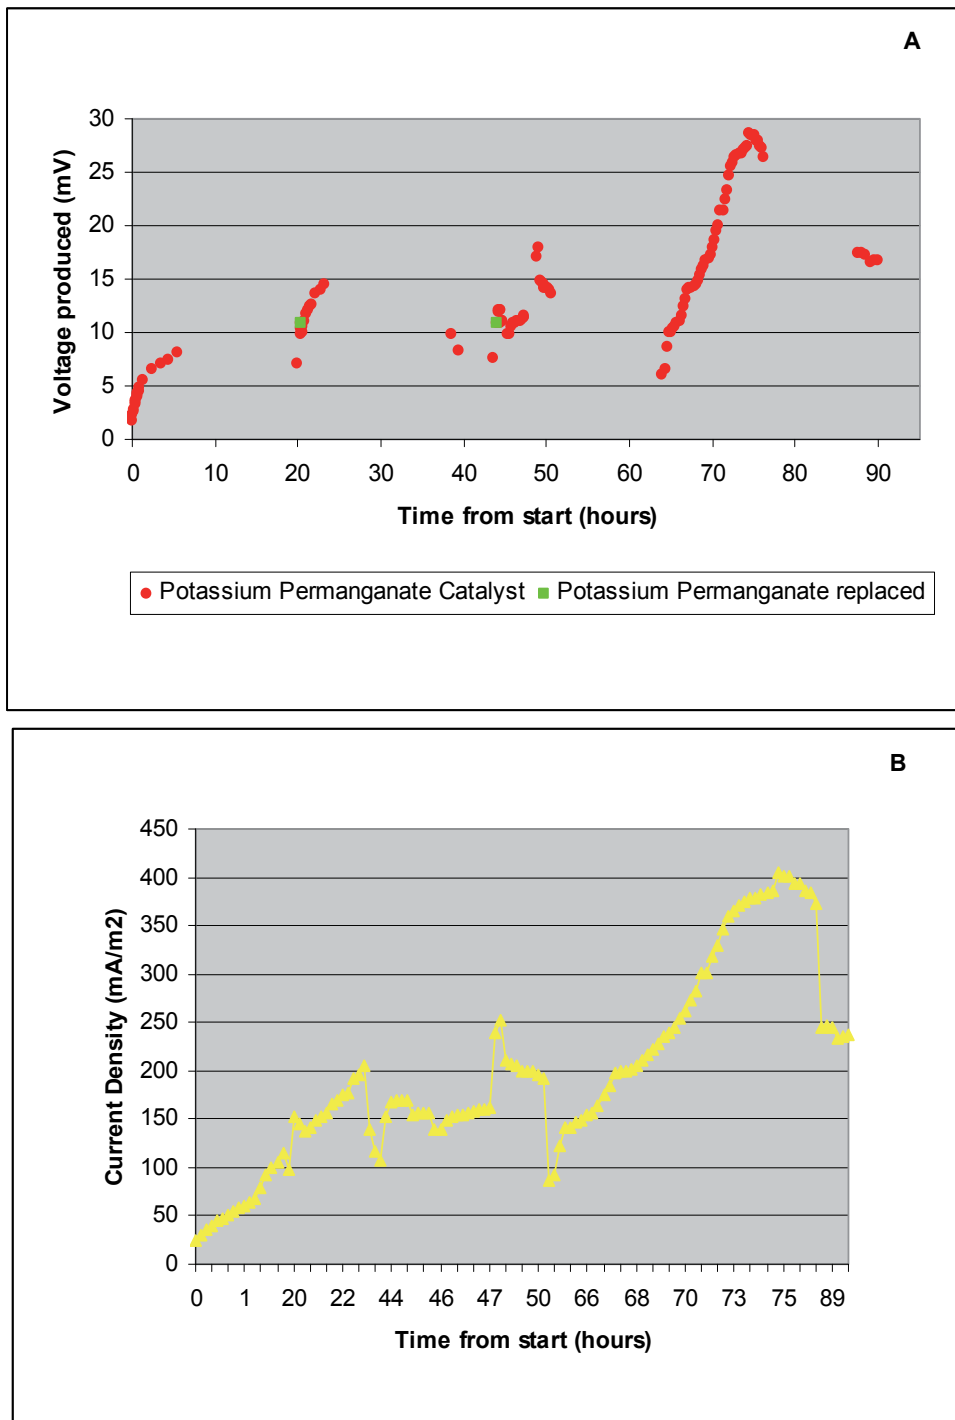 A
Voltage produced (mV)
30
25
20
15
10
5
0
0 10 20 30 40 50 60 70 80 90
Time from start (hours)
Potassium Permanganate Catalyst Potassium Permanganate replaced
B
Current Density (mA/m2)
450
400
350
300
250
200
150
100
50
0
0 1 20 22 44 46 47 50 66 68 70 73 75 89
Time from start (hours)